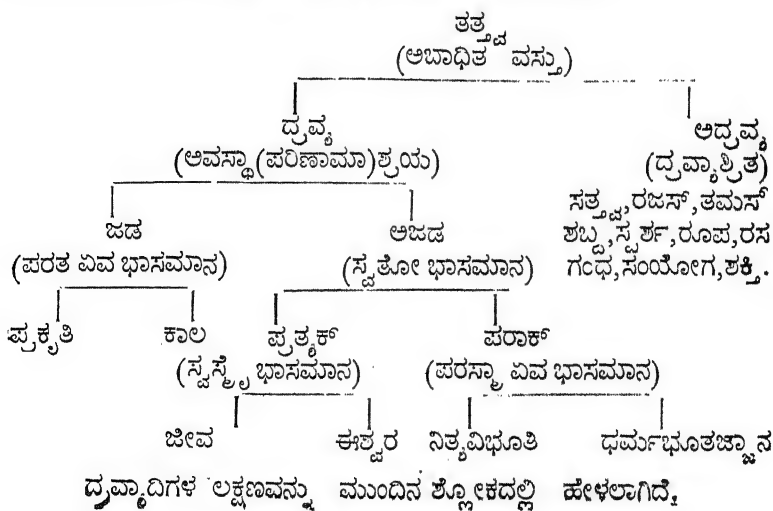 ತತ್ತ್ವ
(ಅಬಾಧಿತ ವಸ್ತು)
ದ್ರವ್ಯ
(ಅವಸ್ಥಾ(ಪರಿಣಾಮಾ)ಶ್ರಯ)
ಅದ್ರವ್ಯ
(ದ್ರವ್ಯಾಶ್ರಿತ)
ಸತ್ತ್ವ,ರಜಸ್,ತಮಸ್
ಶಬ್ದ,ಸ್ಪರ್ಶ,ರೂಪ,ರಸ
ಗಂಧ,ಸಂಯೋಗ,ಶಕ್ತಿ.
ಜಡ
(ಪರತ ಏವ ಭಾಸಮಾನ)
ಅಜಡ
(ಸ್ವತೋ ಭಾಸಮಾನ)
ಪ್ರಕೃತಿ
ಕಾಲ
ಪ್ರತ್ಯಕ್
(ಸ್ವಸ್ಮೈ ಭಾಸಮಾನ)
ಪರಾಕ್
(ಪರಸ್ಮಾ ಏವ ಭಾಸಮಾನ)
ಜೀವ
ಈಶ್ವರ
ನಿತ್ಯವಿಭೂತಿ
ಧರ್ಮಭೂತಜ್ಞಾನ
ದ್ರವ್ಯಾದಿಗಳ ಲಕ್ಷಣವನ್ನು ಮುಂದಿನ ಶ್ಲೋಕದಲ್ಲಿ ಹೇಳಲಾಗಿದೆ.